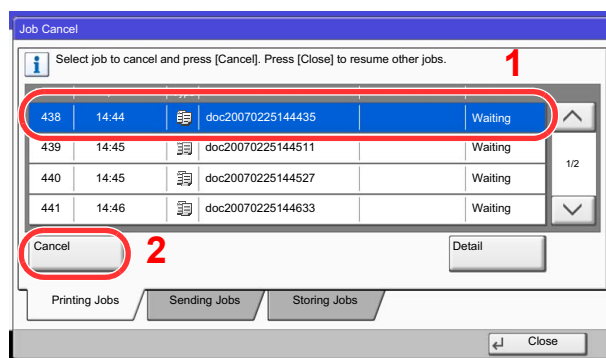 Job Cancel
i Select job to cancel and press [Cancel]. Press [Close] to resume other jobs.
1
438 14:44 doc20070225144435 Waiting
439 14:45 doc20070225144511 Waiting
1/2
440 14:45 doc20070225144527 Waiting
441 14:46 doc20070225144633 Waiting
Cancel 2 Detail
Printing Jobs Sending Jobs Storing Jobs
Close